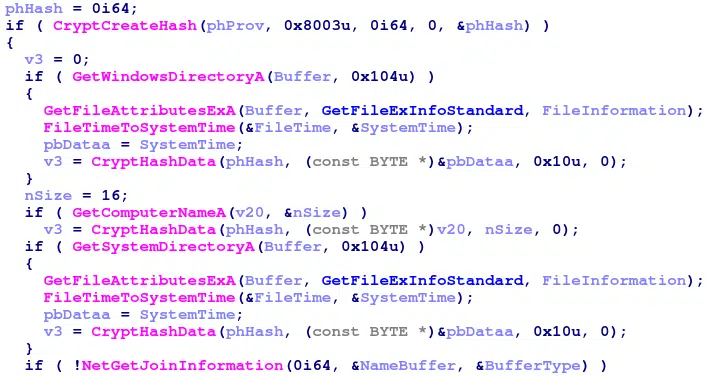 phHash = 0i64;
if ( CryptCreateHash(phProv, 0x8003u, 0i64, 0, &phHash) )
{
  v3 = 0;
  if ( GetWindowsDirectoryA(Buffer, 0x104u) )
  {
    GetFileAttributesExA(Buffer, GetFileExInfoStandard, FileInformation);
    FileTimeToSystemTime(&FileTime, &SystemTime);
    pbDataa = SystemTime;
    v3 = CryptHashData(phHash, (const BYTE *)&pbDataa, 0x10u, 0);
  }
  nSize = 16;
  if ( GetComputerNameA(v20, &nSize) )
    v3 = CryptHashData(phHash, (const BYTE *)v20, nSize, 0);
  if ( GetSystemDirectoryA(Buffer, 0x104u) )
  {
    GetFileAttributesExA(Buffer, GetFileExInfoStandard, FileInformation);
    FileTimeToSystemTime(&FileTime, &SystemTime);
    pbDataa = SystemTime;
    v3 = CryptHashData(phHash, (const BYTE *)&pbDataa, 0x10u, 0);
  }
  if ( !NetGetJoinInformation(0i64, &NameBuffer, &BufferType) )